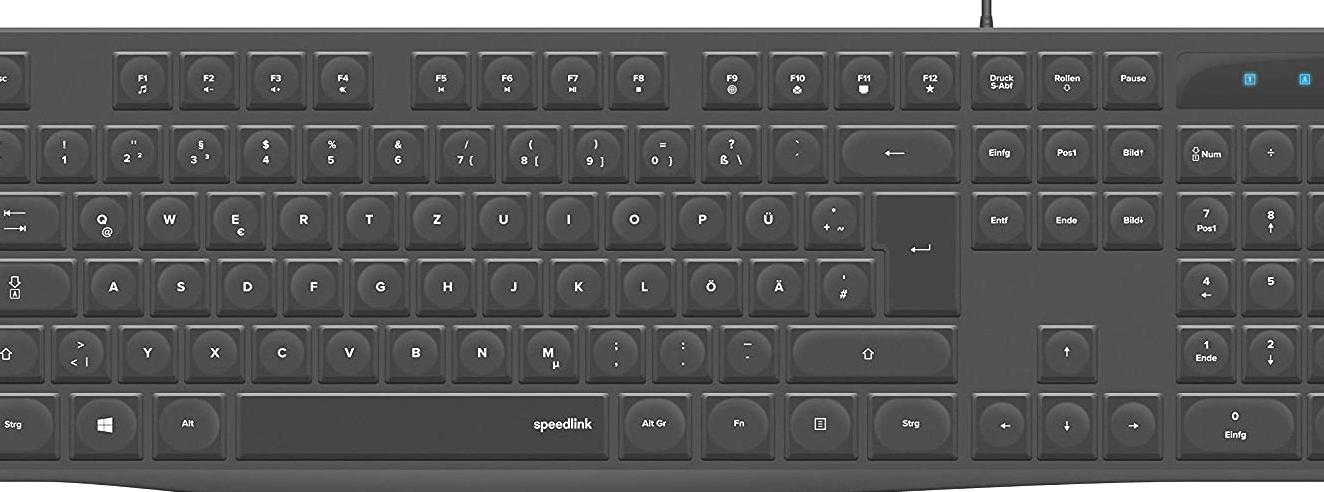 sc F1 F2 F3 F4 F5 F6 F7 F8 F9 F10 F11 F12 Druck Rollen Pause 1 A
S-Abf
! " § $ % & / ( ) = ? `
1 2 ² 3 ³ 4 5 6 7 { 8 [ 9 ] 0 } ß \ ´ ← Einfg Pos1 Bild↑ Num ÷
Q W E R T Z U I O P Ü * Entf Ende Bild↓ 7 8
@ € + ~ Pos1 ↑
A A S D F G H J K L Ö Ä ' 4 5
# ←
> Y X C V B N M ; : – ↑ 1 2
< | µ , . - Ende ↓
Strg Alt speedlink Alt Gr Fn Strg ← ↓ → 0
Einfg